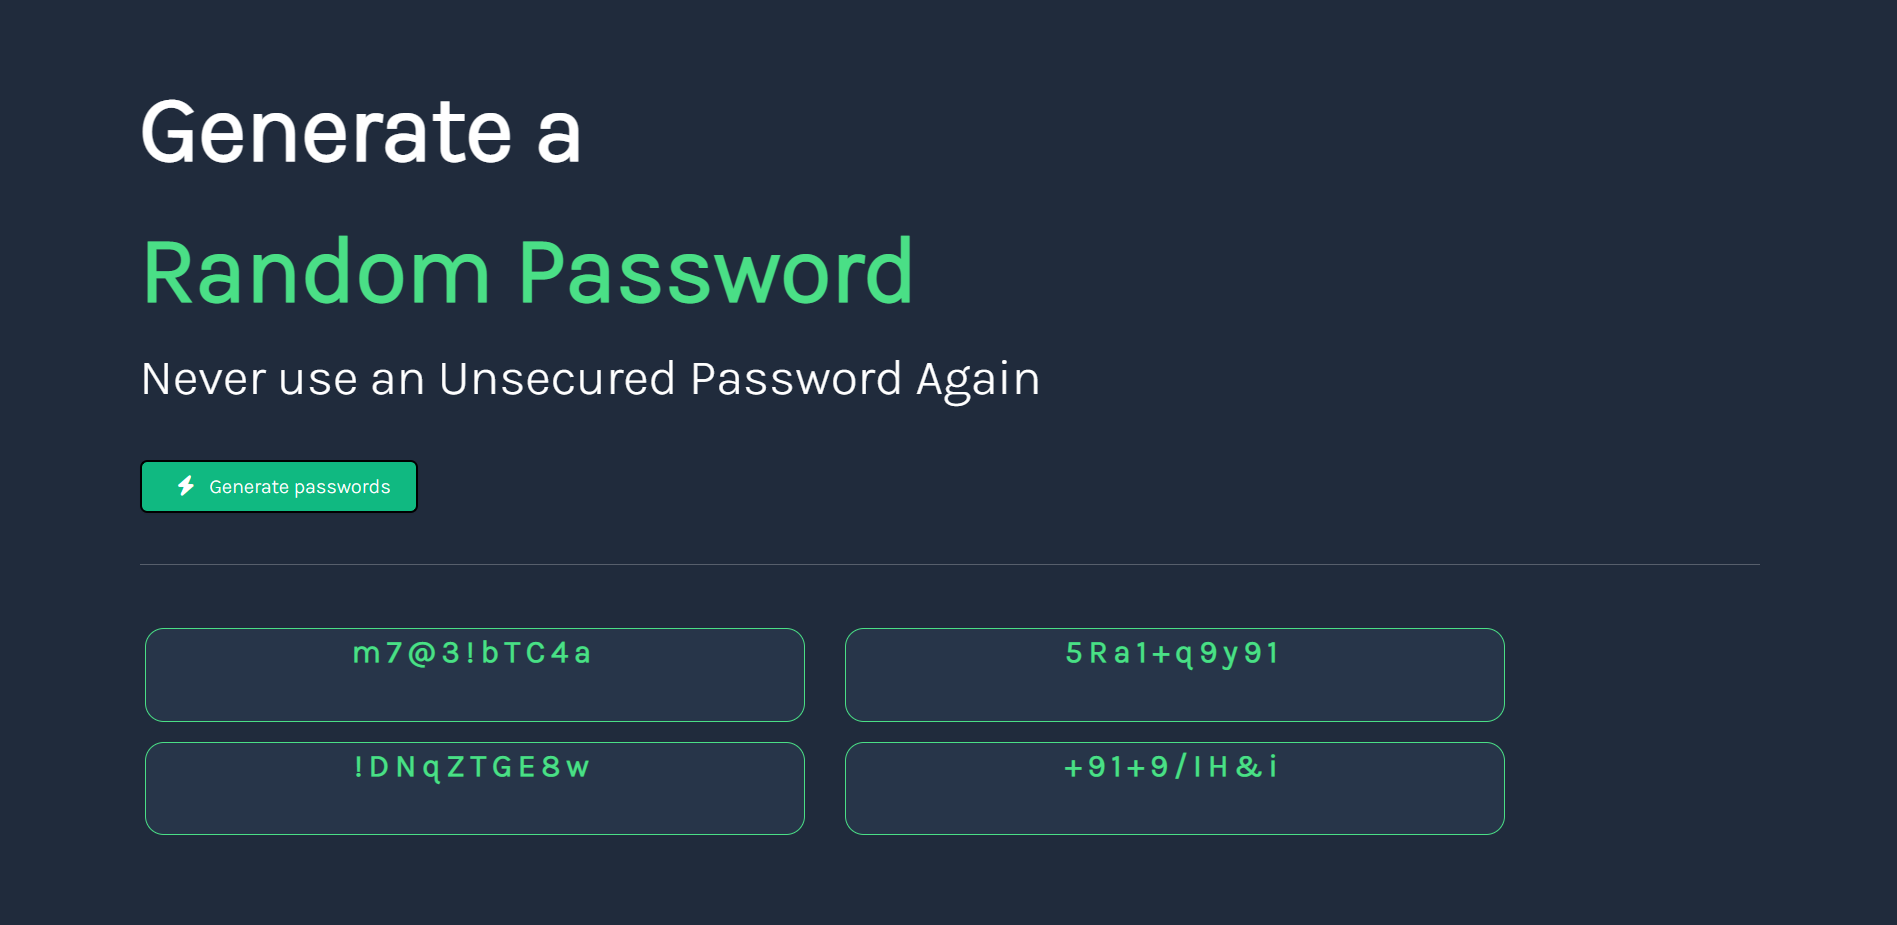 Generate a
Random Password
Never use an Unsecured Password Again
Generate passwords
m7@3!bTC4a
5Ra1+q9y91
!DNqZTGE8w
+91+9/IH&i